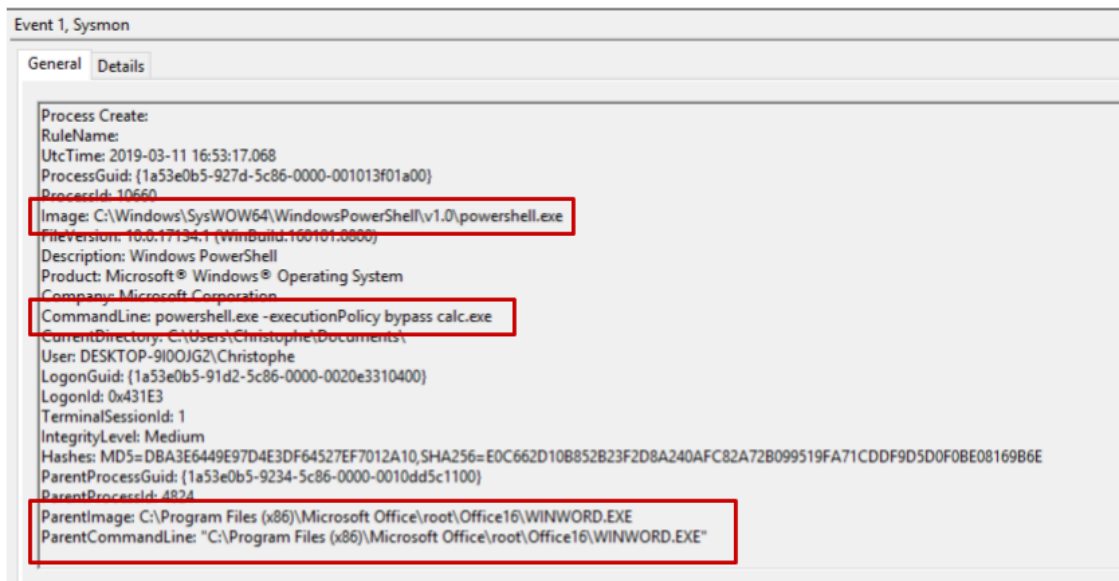 Event 1, Sysmon
General Details
Process Create:
RuleName:
UtcTime: 2019-03-11 16:53:17.068
ProcessGuid: {1a53e0b5-927d-5c86-0000-001013f01a00}
ProcessId: 10660
Image: C:\Windows\SysWOW64\WindowsPowerShell\v1.0\powershell.exe
FileVersion: 10.0.17134.1 (WinBuild.160101.0800)
Description: Windows PowerShell
Product: Microsoft® Windows® Operating System
Company: Microsoft Corporation
CommandLine: powershell.exe -executionPolicy bypass calc.exe
CurrentDirectory: C:\Users\Christophe\Documents\
User: DESKTOP-9I0OJG2\Christophe
LogonGuid: {1a53e0b5-91d2-5c86-0000-0020e3310400}
LogonId: 0x431E3
TerminalSessionId: 1
IntegrityLevel: Medium
Hashes: MD5=DBA3E6449E97D4E3DF64527EF7012A10,SHA256=E0C662D10B852B23F2D8A240AFC82A72B099519FA71CDDF9D5D0F0BE08169B6E
ParentProcessGuid: {1a53e0b5-9234-5c86-0000-0010dd5c1100}
ParentProcessId: 4824
ParentImage: C:\Program Files (x86)\Microsoft Office\root\Office16\WINWORD.EXE
ParentCommandLine: "C:\Program Files (x86)\Microsoft Office\root\Office16\WINWORD.EXE"